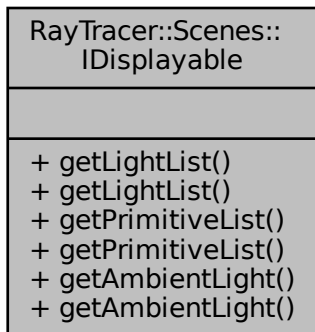 RayTracer::Scenes::
IDisplayable
+ getLightList()
+ getLightList()
+ getPrimitiveList()
+ getPrimitiveList()
+ getAmbientLight()
+ getAmbientLight()